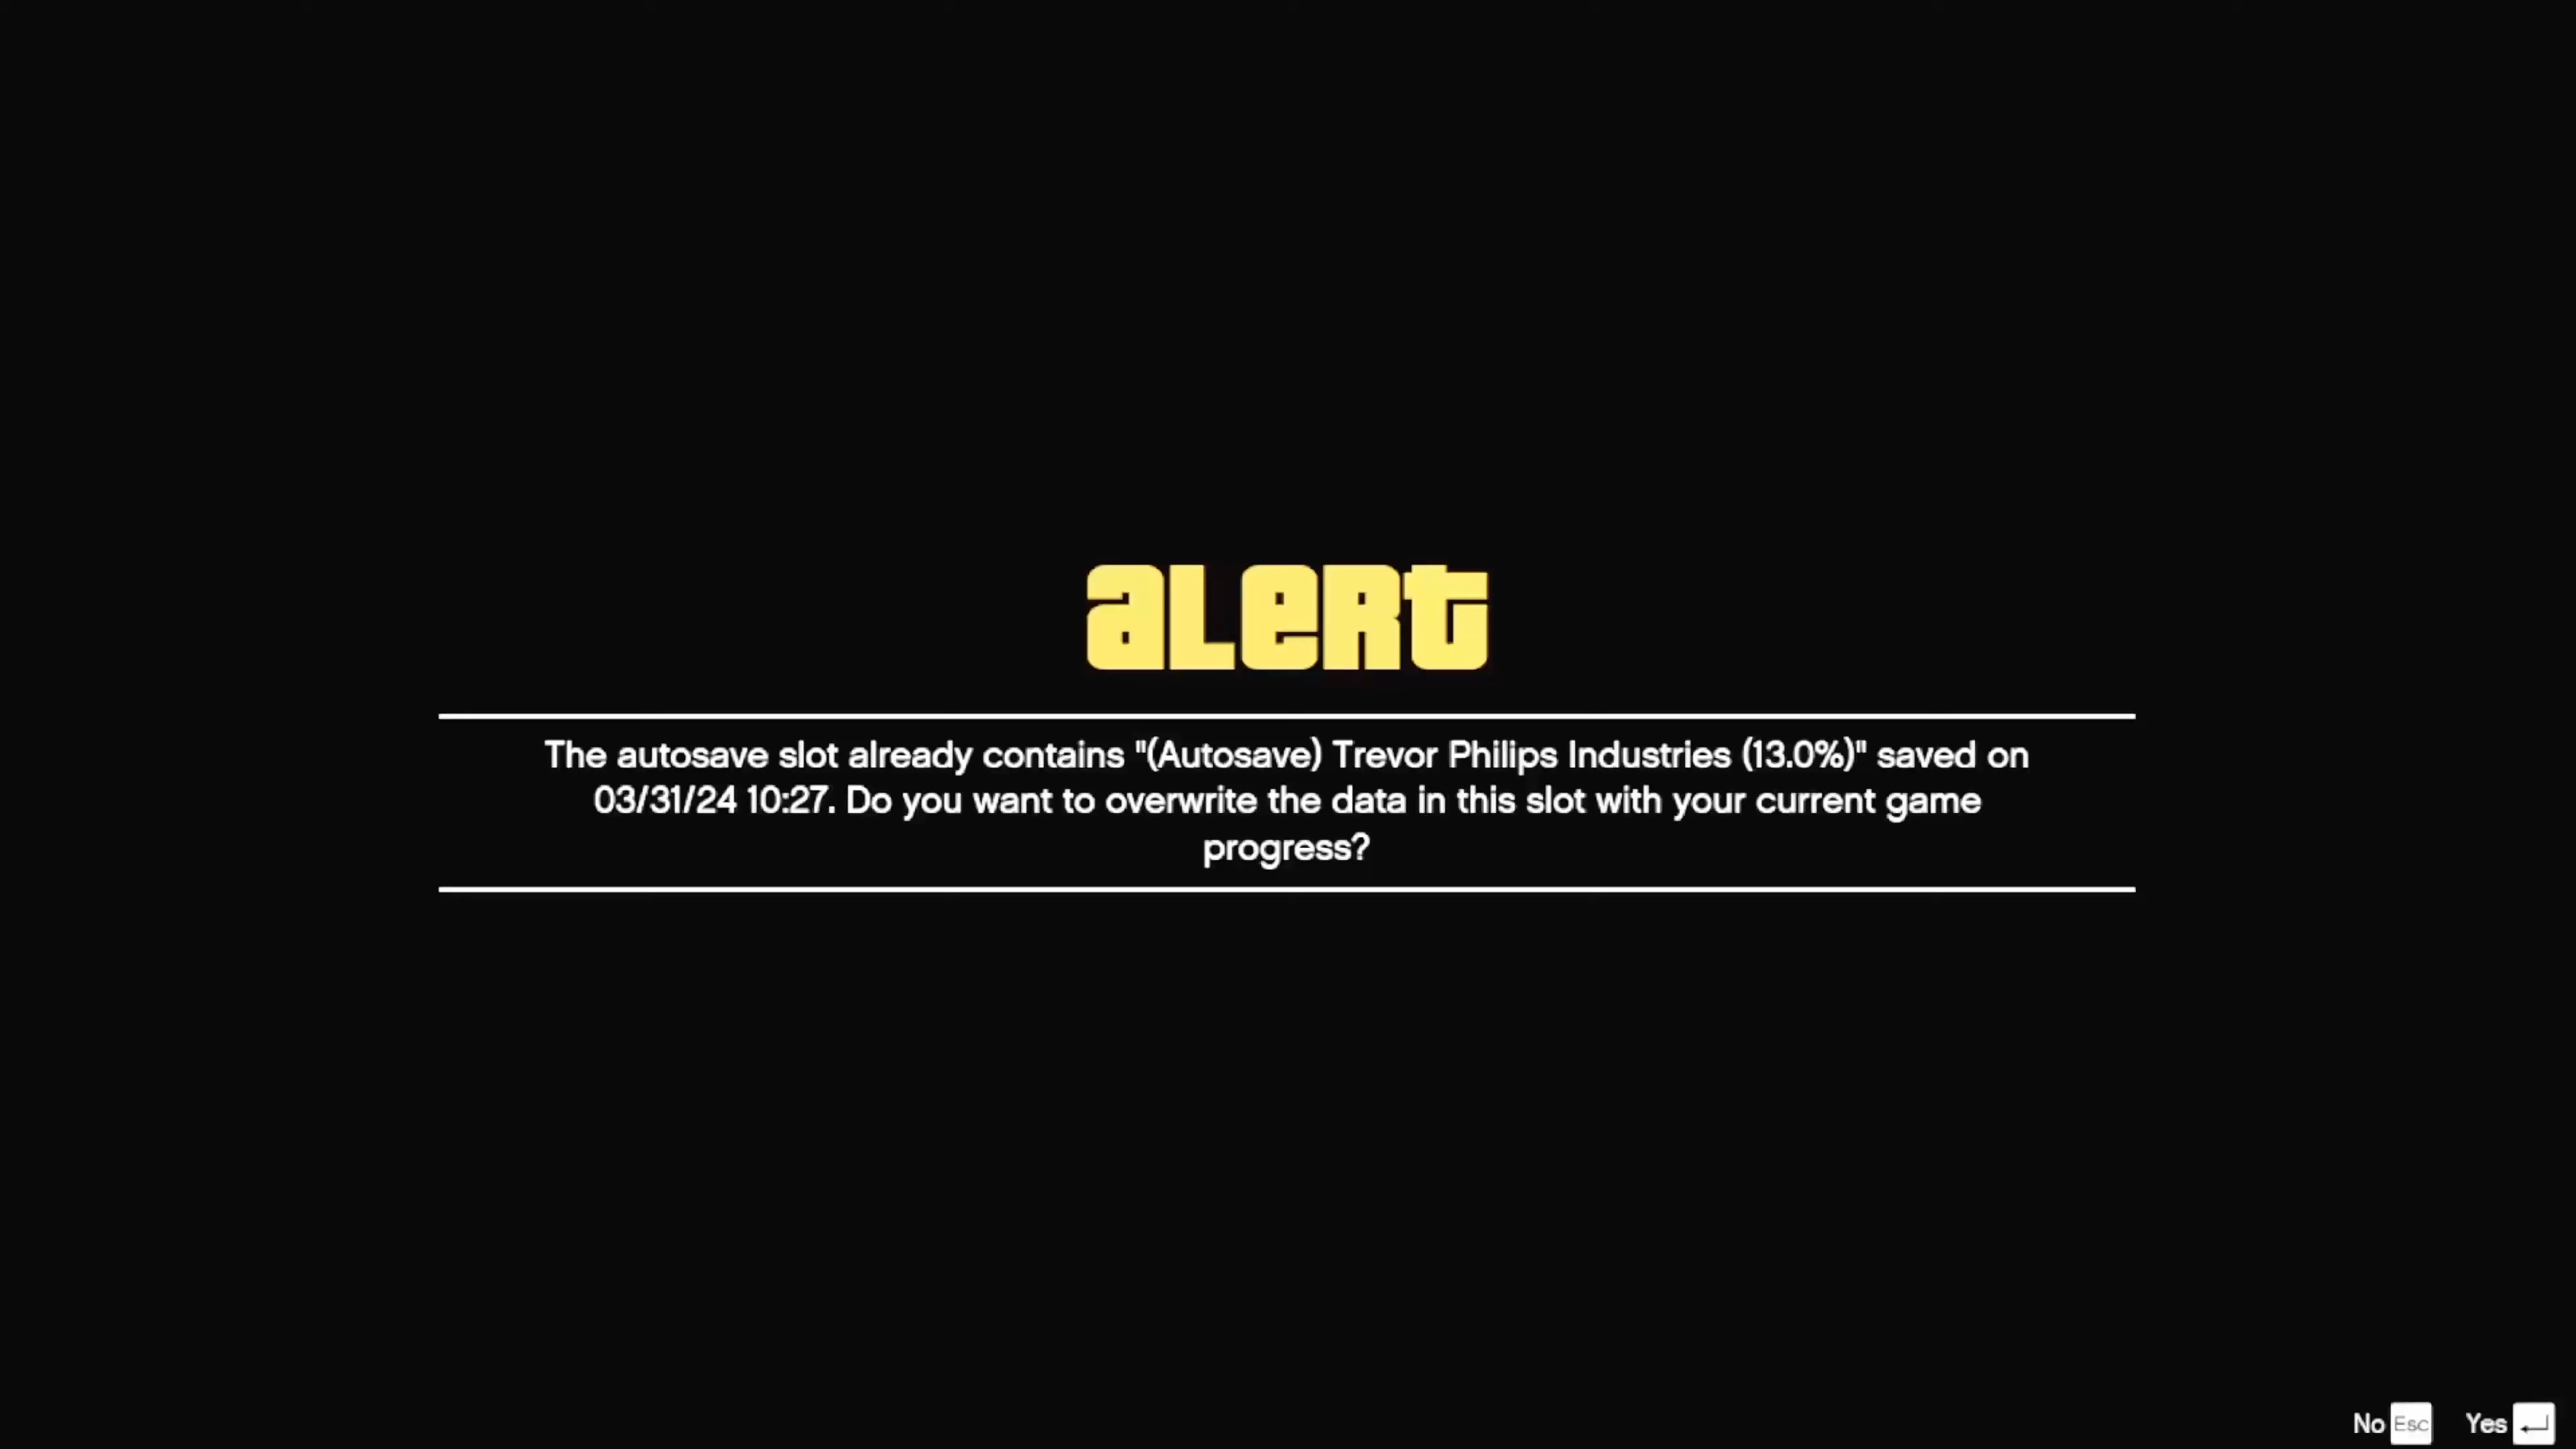 aLeRt
The autosave slot already contains "(Autosave) Trevor Philips Industries (13.0%)" saved on
03/31/24 10:27. Do you want to overwrite the data in this slot with your current game
progress?
No Esc Yes